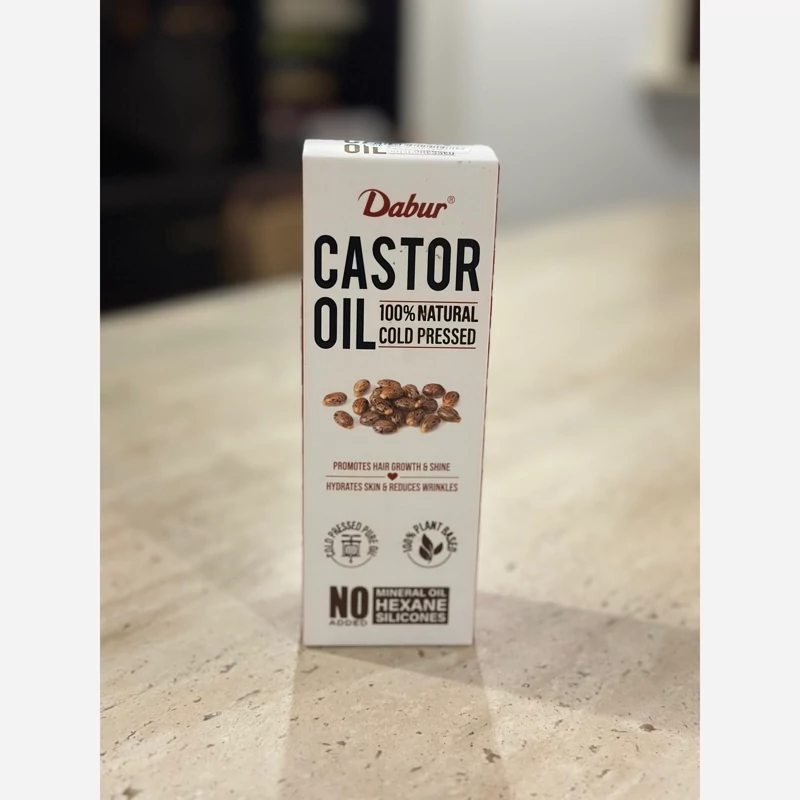 OIL
Dabur®
CASTOR
OIL
100% NATURAL
COLD PRESSED
PROMOTES HAIR GROWTH & SHINE
HYDRATES SKIN & REDUCES WRINKLES
COLD PRESSED PURE OIL
100% PLANT BASED
NO
ADDED
MINERAL OIL
HEXANE
SILICONES